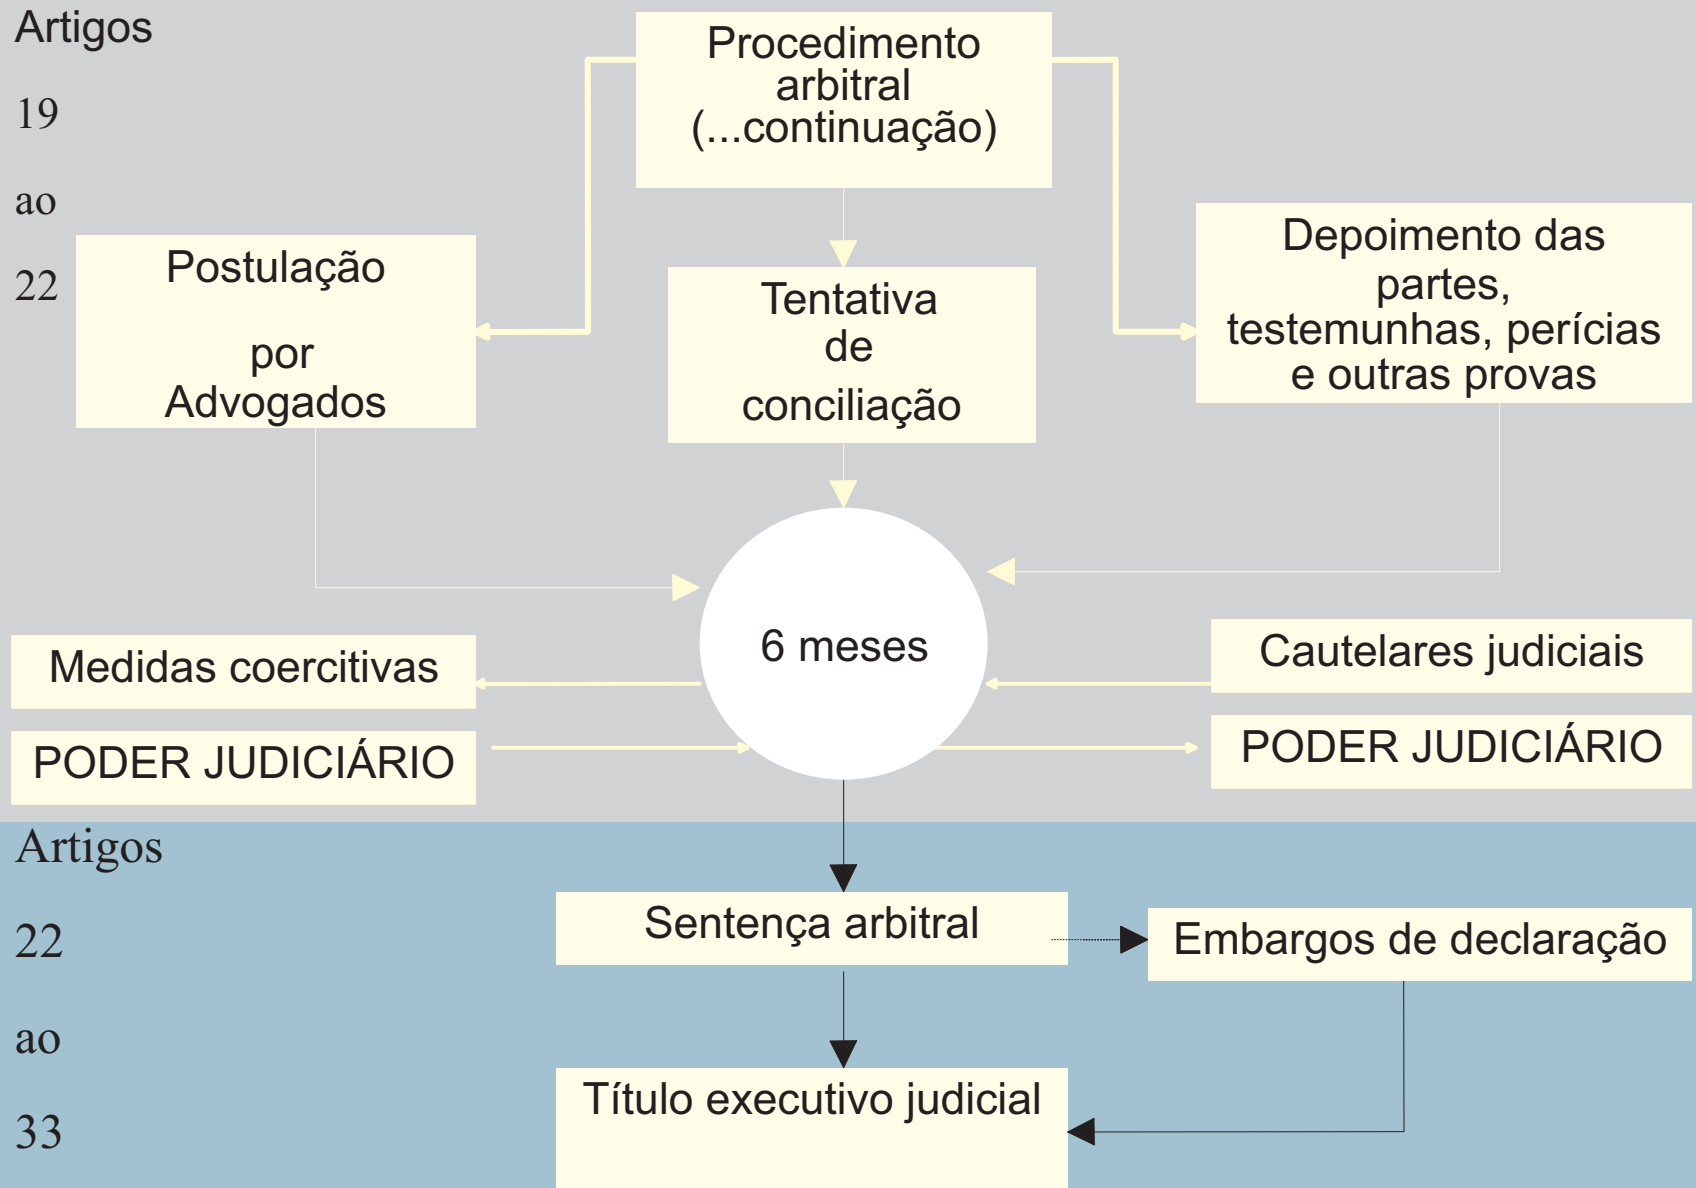 Artigos
19
ao
22
Procedimento
arbitral
(...continuação)
Postulação
por
Advogados
Tentativa
de
conciliação
Depoimento das
partes,
testemunhas, perícias
e outras provas
6 meses
Medidas coercitivas
PODER JUDICIÁRIO
Cautelares judiciais
PODER JUDICIÁRIO
Artigos
22
ao
33
Sentença arbitral
Embargos de declaração
Título executivo judicial